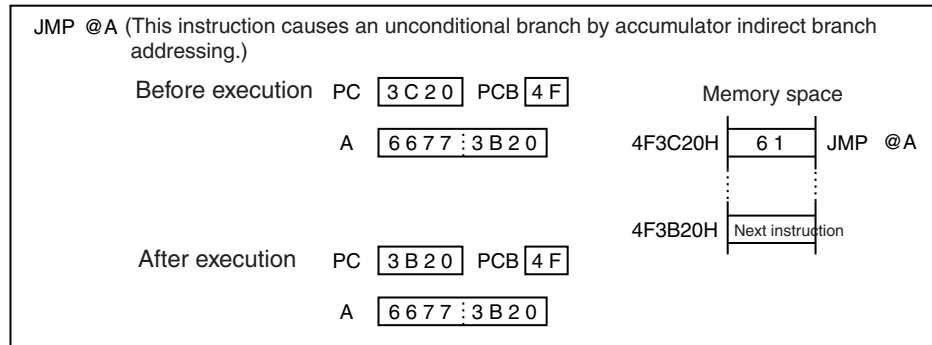 JMP @A (This instruction causes an unconditional branch by accumulator indirect branch
addressing.)
Before execution PC 3C20 PCB 4F
Memory space
A 6677 3B20
4F3C20H 61 JMP @A
4F3B20H Next instruction
After execution PC 3B20 PCB 4F
A 6677 3B20